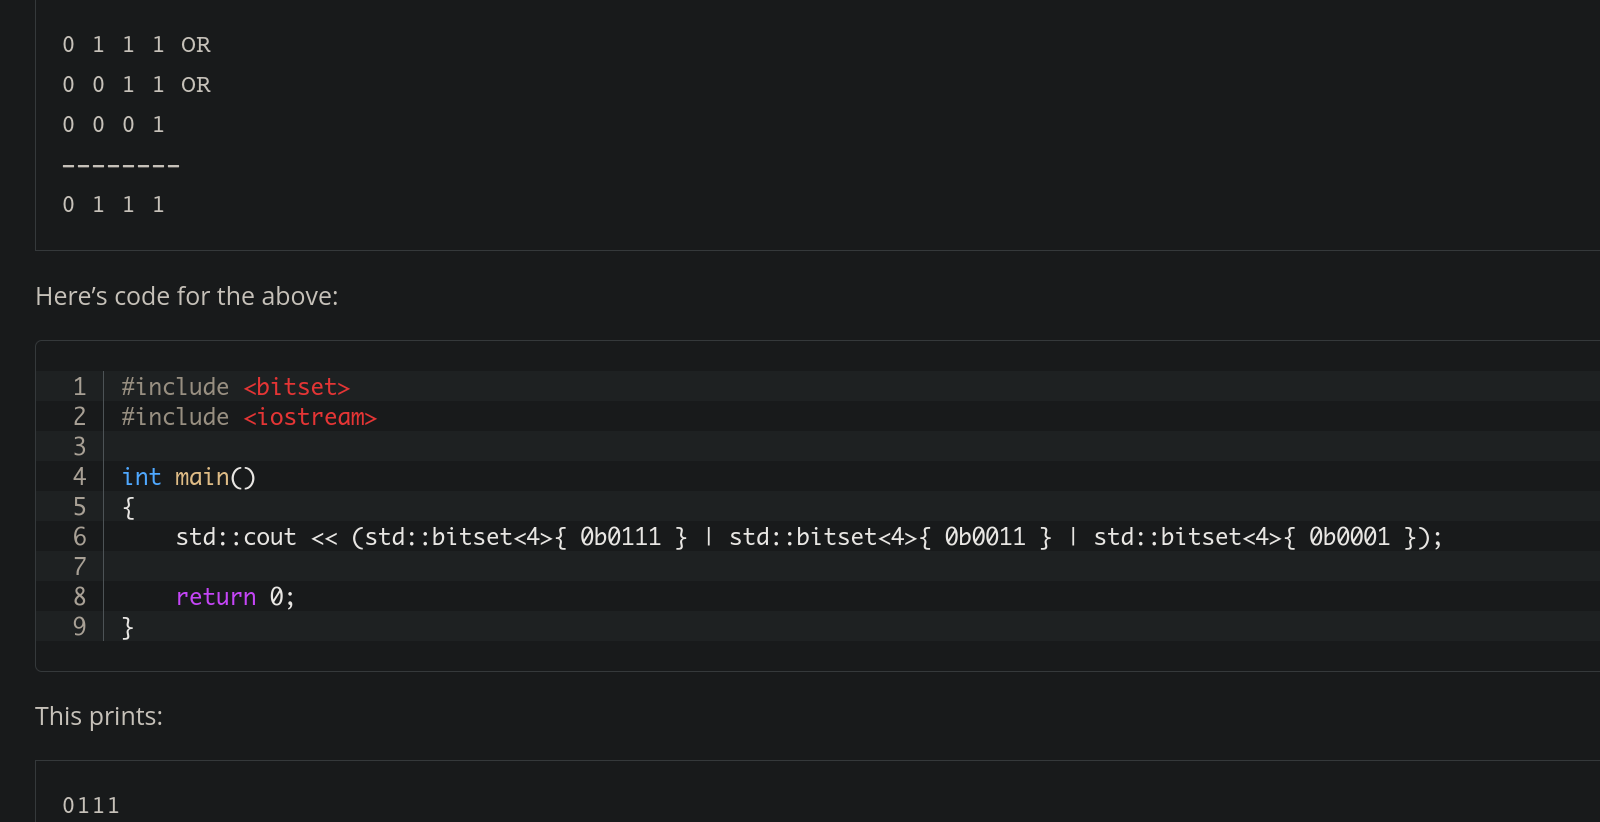 0 1 1 1 OR
0 0 1 1 OR
0 0 0 1
--------
0 1 1 1
Here’s code for the above:
1 #include <bitset>
2 #include <iostream>
3
4 int main()
5 {
6     std::cout << (std::bitset<4>{ 0b0111 } | std::bitset<4>{ 0b0011 } | std::bitset<4>{ 0b0001 });
7
8     return 0;
9 }
This prints:
0111